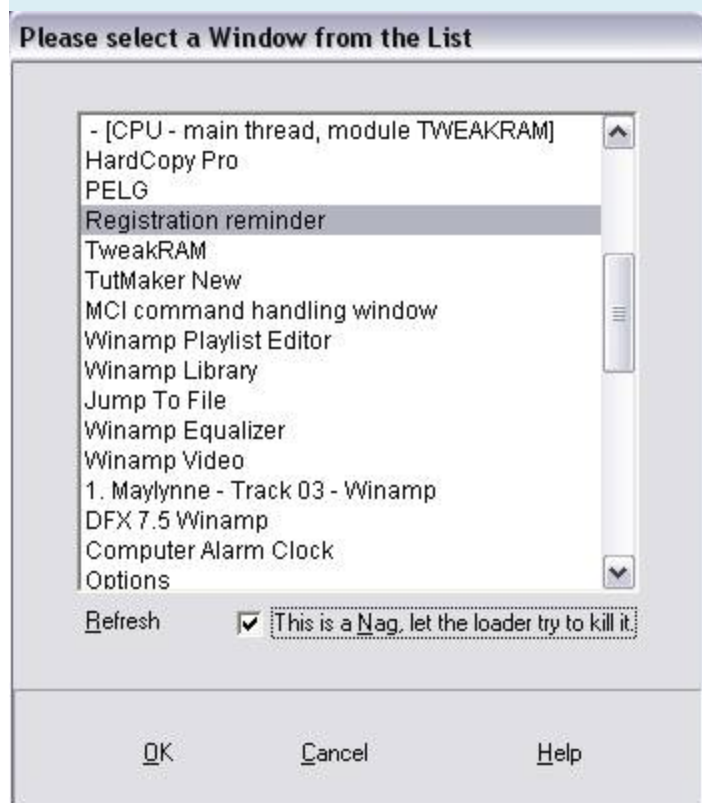 Please select a Window from the List
- [CPU - main thread, module TWEAKRAM]
HardCopy Pro
PELG
Registration reminder
TweakRAM
TutMaker New
MCI command handling window
Winamp Playlist Editor
Winamp Library
Jump To File
Winamp Equalizer
Winamp Video
1. Maylynne - Track 03 - Winamp
DFX 7.5 Winamp
Computer Alarm Clock
Options
Refresh This is a Nag, let the loader try to kill it.
OK Cancel Help